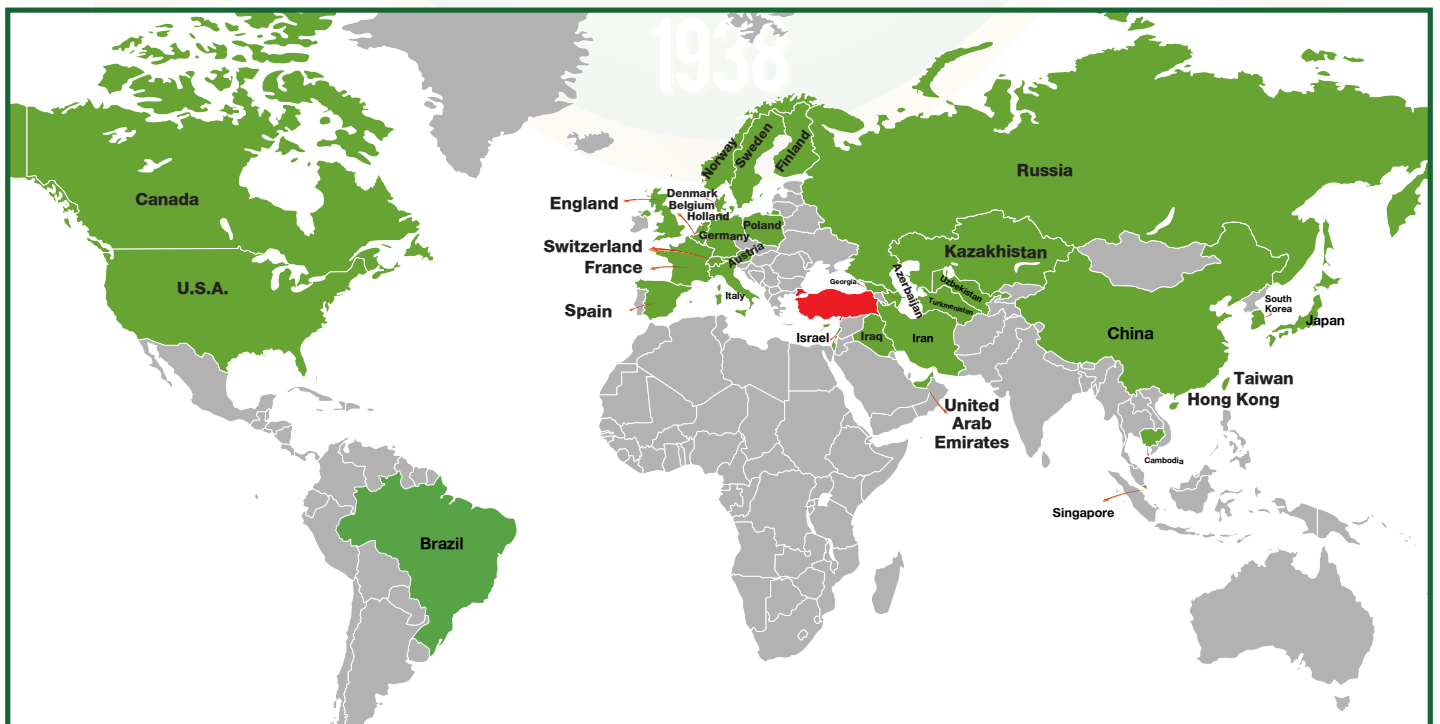 1938
Norway
Sweden
Finland
Russia
Canada
England
Denmark
Belgium
Holland
Poland
Germany
Switzerland
Austria
France
Kazakhstan
U.S.A.
Italy
Spain
Georgia
Azerbaijan
Uzbekistan
Turkmenistan
South
Korea
Japan
Israel
Iraq
Iran
China
Taiwan
Hong Kong
United
Arab
Emirates
Cambodia
Singapore
Brazil